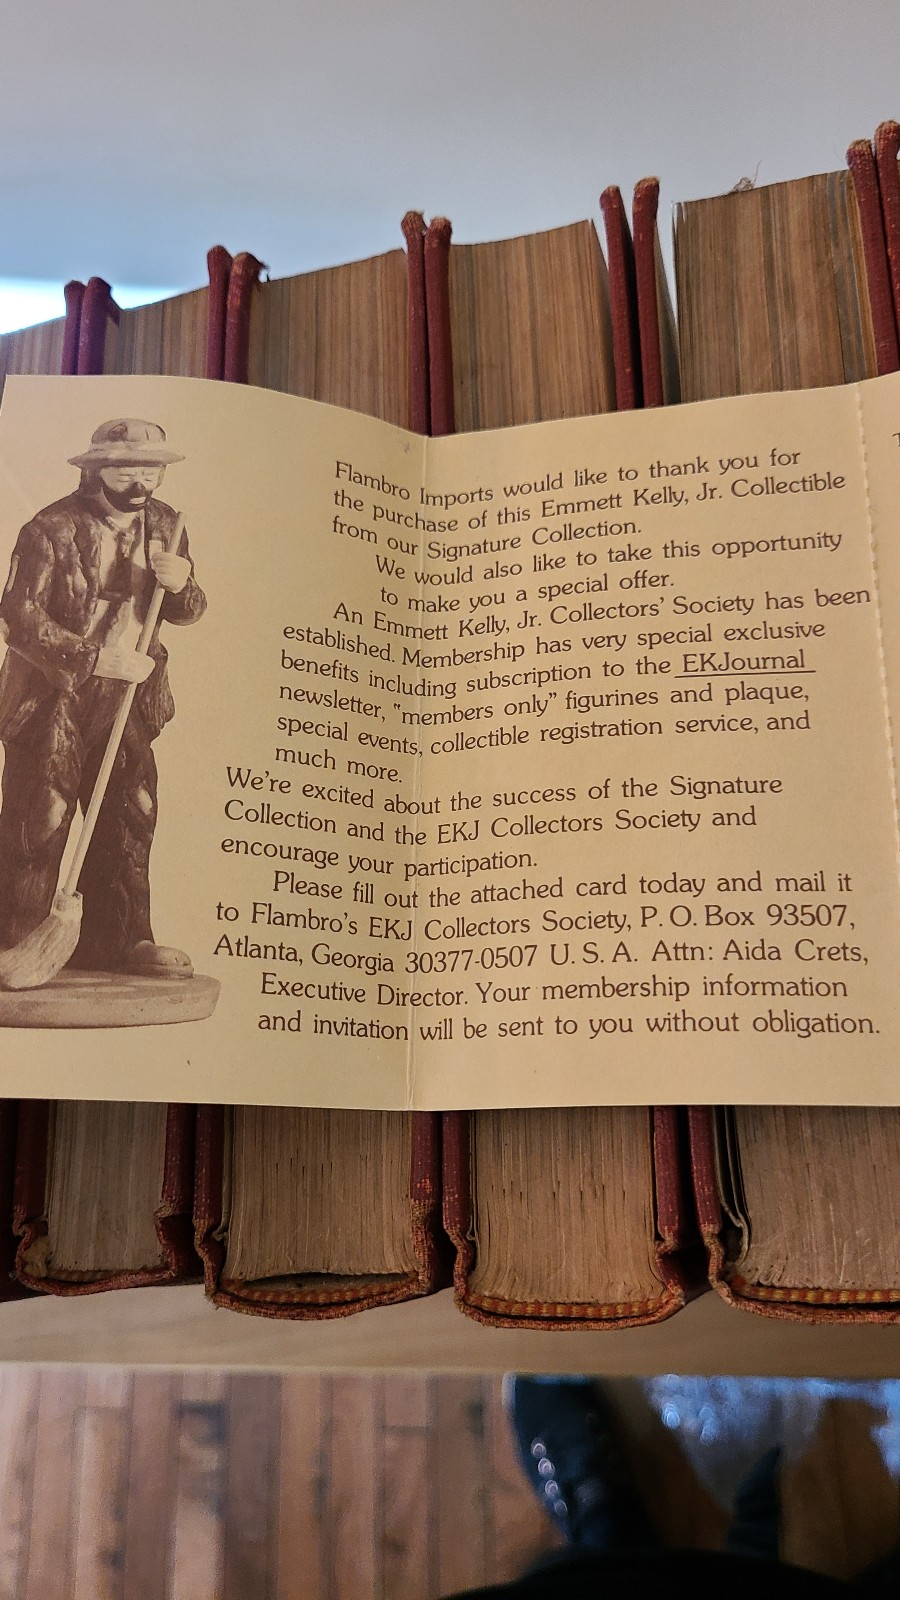 Flambro Imports would like to thank you for
the purchase of this Emmett Kelly, Jr. Collectible
from our Signature Collection.
We would also like to take this opportunity
to make you a special offer.
An Emmett Kelly, Jr. Collectors' Society has been
established. Membership has very special exclusive
benefits including subscription to the EKJournal
newsletter, "members only" figurines and plaque,
special events, collectible registration service, and
much more.
We're excited about the success of the Signature
Collection and the EKJ Collectors Society and
encourage your participation.
Please fill out the attached card today and mail it
to Flambro's EKJ Collectors Society, P. O. Box 93507,
Atlanta, Georgia 30377-0507 U. S. A. Attn: Aida Crets,
Executive Director. Your membership information
and invitation will be sent to you without obligation.